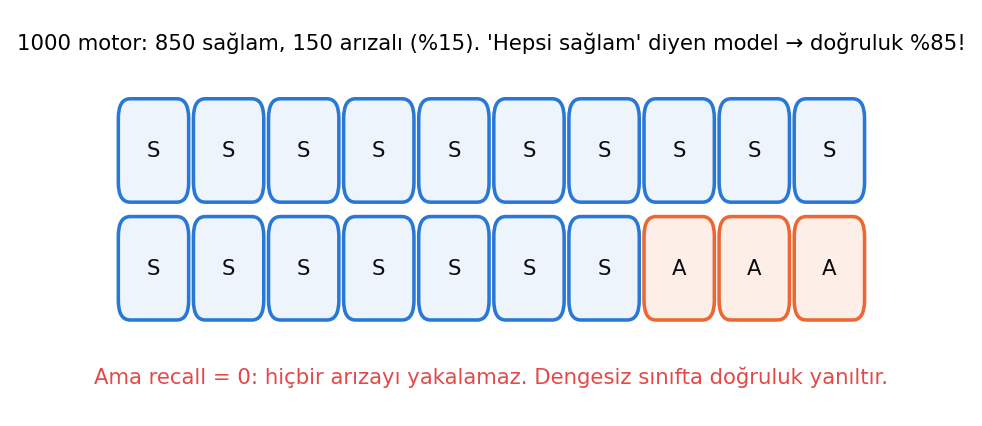 1000 motor: 850 sağlam, 150 arızalı (%15). 'Hepsi sağlam' diyen model → doğruluk %85!
S S S S S S S S S S
S S S S S S S A A A
Ama recall = 0: hiçbir arızayı yakalamaz. Dengesiz sınıfta doğruluk yanıltır.